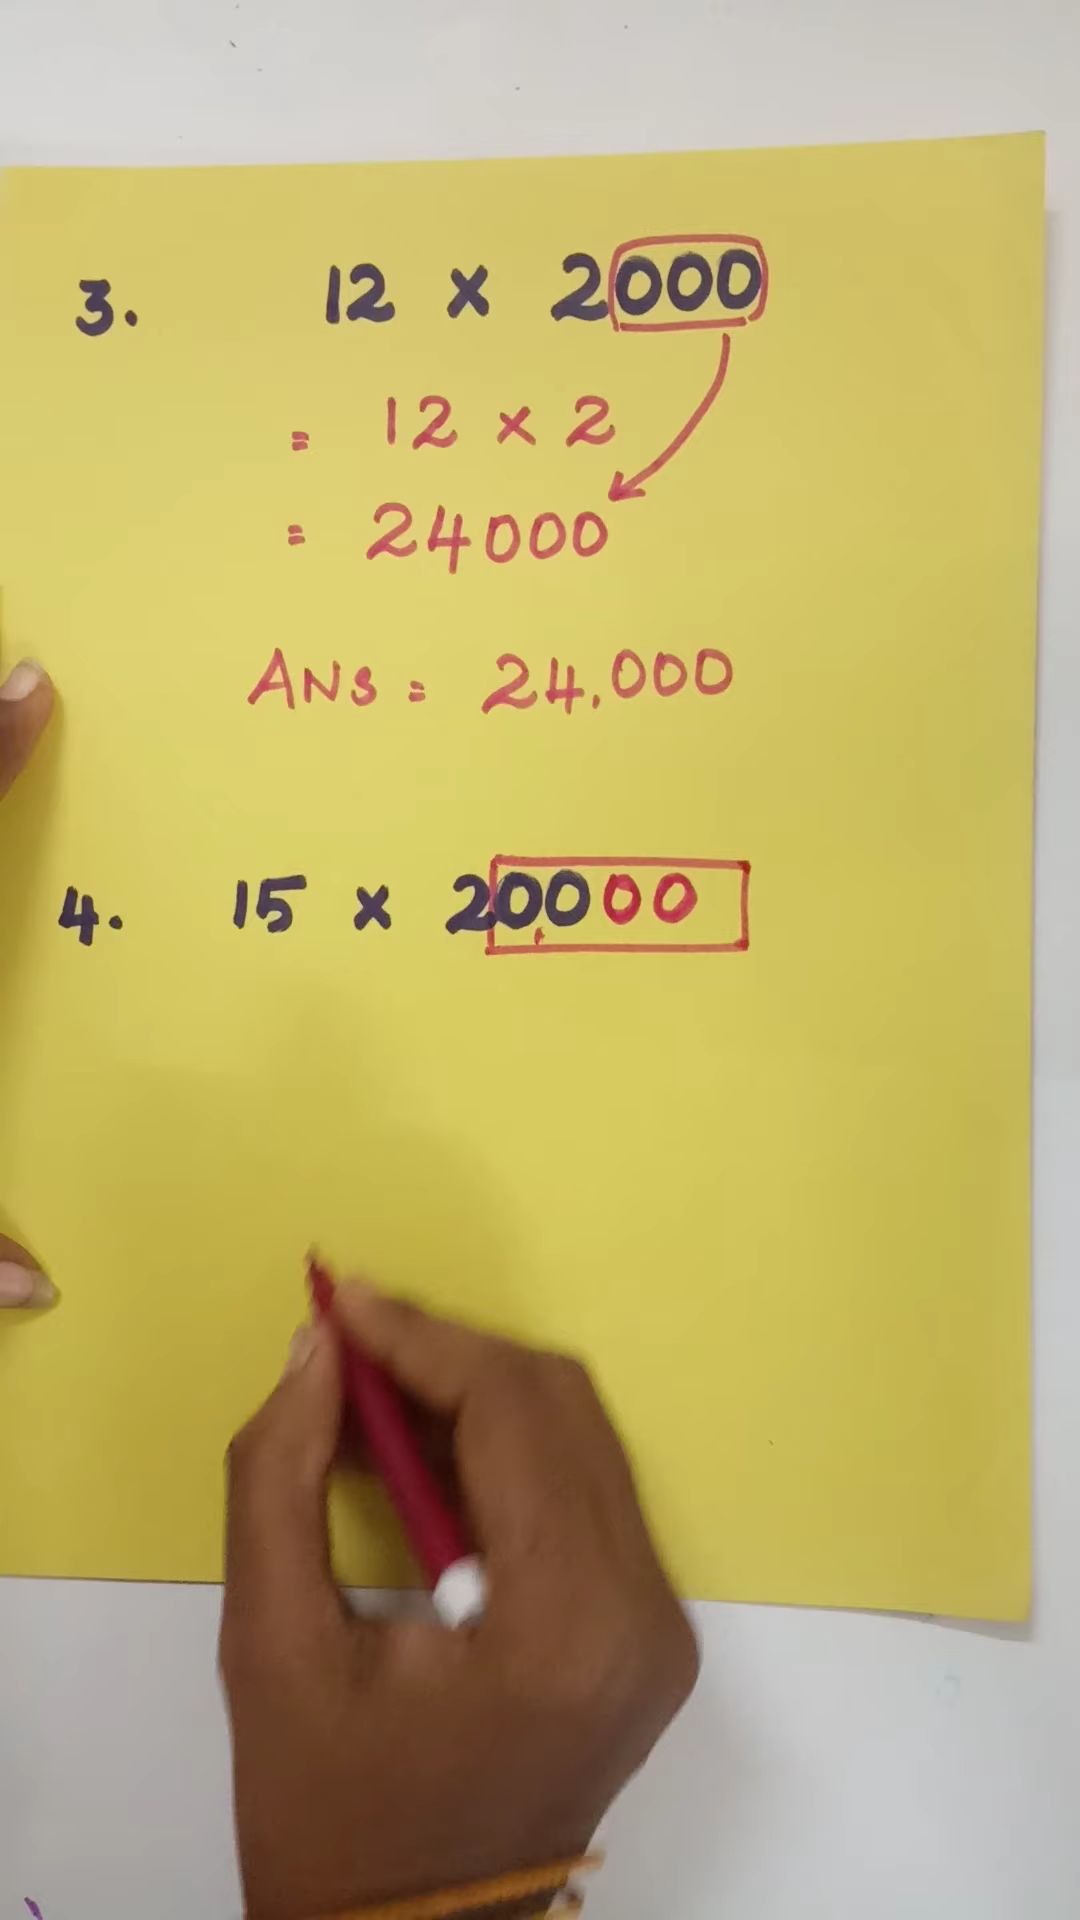 3. 12 x 2000
= 12 x 2
= 24000
ANS = 24,000
4. 15 x 20000